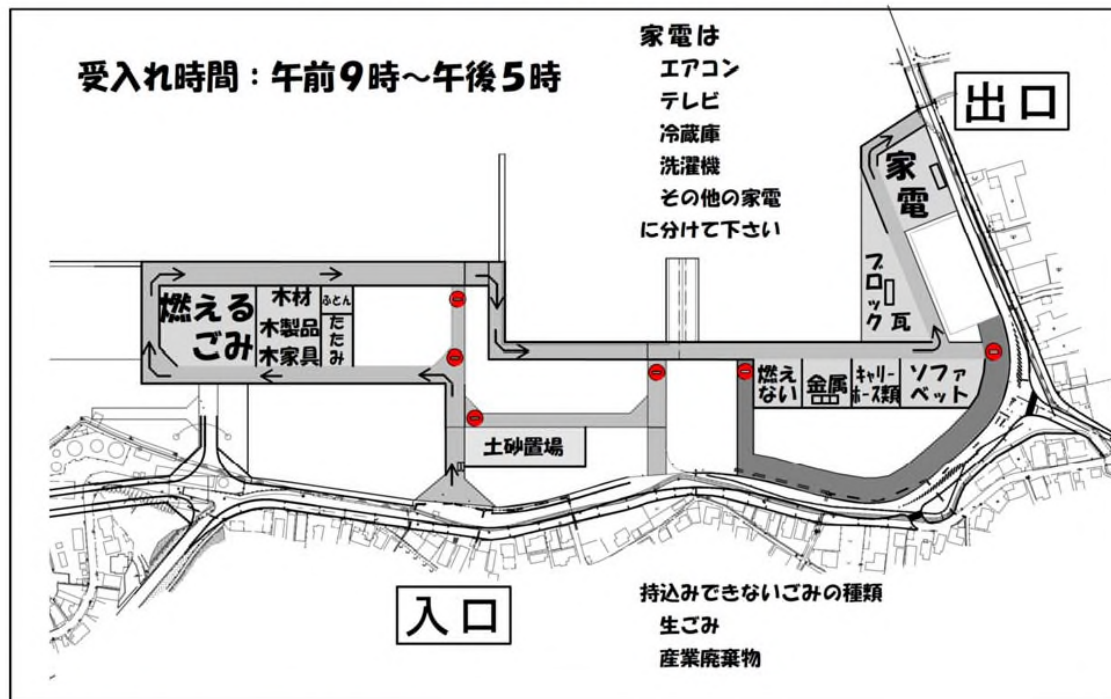 受入れ時間：午前9時～午後5時
家電は
エアコン
テレビ
冷蔵庫
洗濯機
その他の家電
に分けて下さい
出口
家電
ブロック
瓦
燃える
ごみ
木材
木製品
木家具
ふとん
たたみ
燃え
ない
金属
キャリー
ホース類
ソファ
ベット
土砂置場
入口
持込みできないごみの種類
生ごみ
産業廃棄物